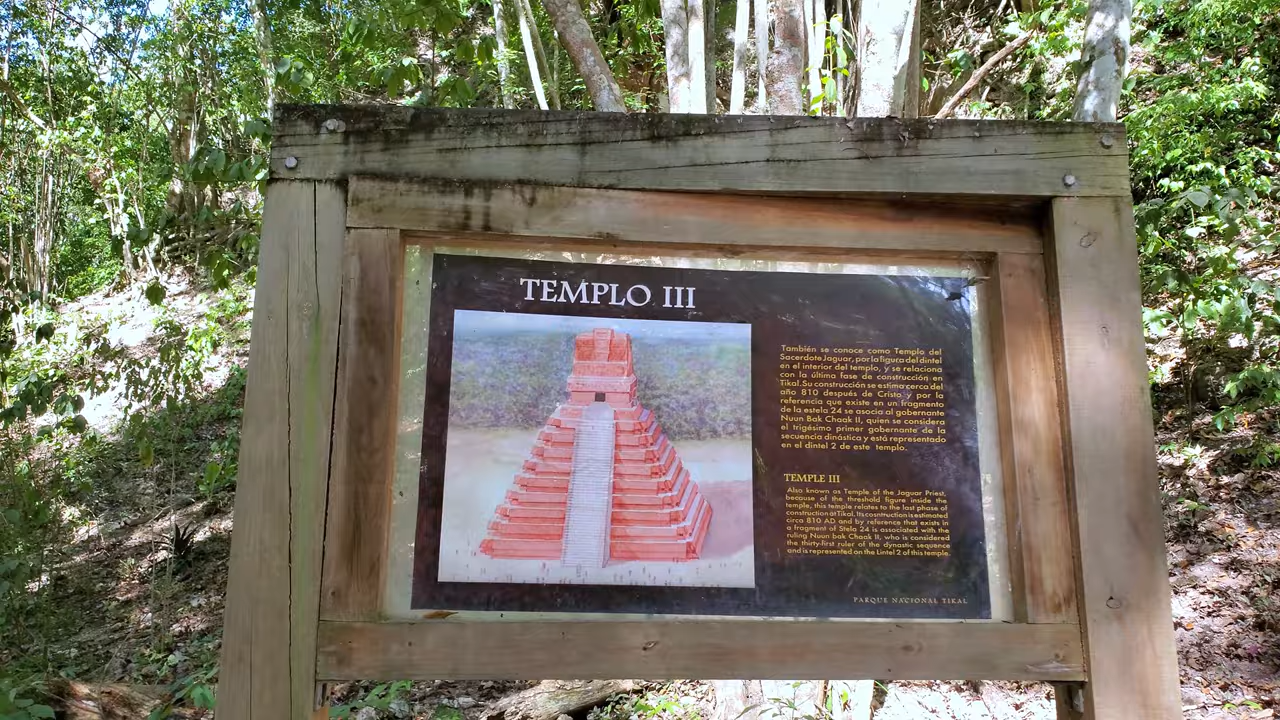 TEMPLO III
También se conoce como Templo del
Sacerdote Jaguar, por la figura del dintel
en el interior del templo, y se relaciona
con la última fase de construcción en
Tikal. Su construcción se estima cerca del
año 810 después de Cristo y por la
referencia que existe en un fragmento
de la estela 24 se asocia al gobernante
Nuun Bak Chaak II, quien se considera
el trigésimo primer gobernante de la
secuencia dinástica y está representado
en el dintel 2 de este templo.
TEMPLE III
Also known as Temple of the Jaguar Priest,
because of the threshold figure inside the
temple, this temple relates to the last phase of
construction at Tikal. Its construction is estimated
circa 810 AD and by reference that exists in
a fragment of Stela 24 is associated with the
ruling Nuun Bak Chaak II, who is considered
the thirty-first ruler of the dynastic sequence
and is represented on the Lintel 2 of this temple.
PARQUE NACIONAL TIKAL